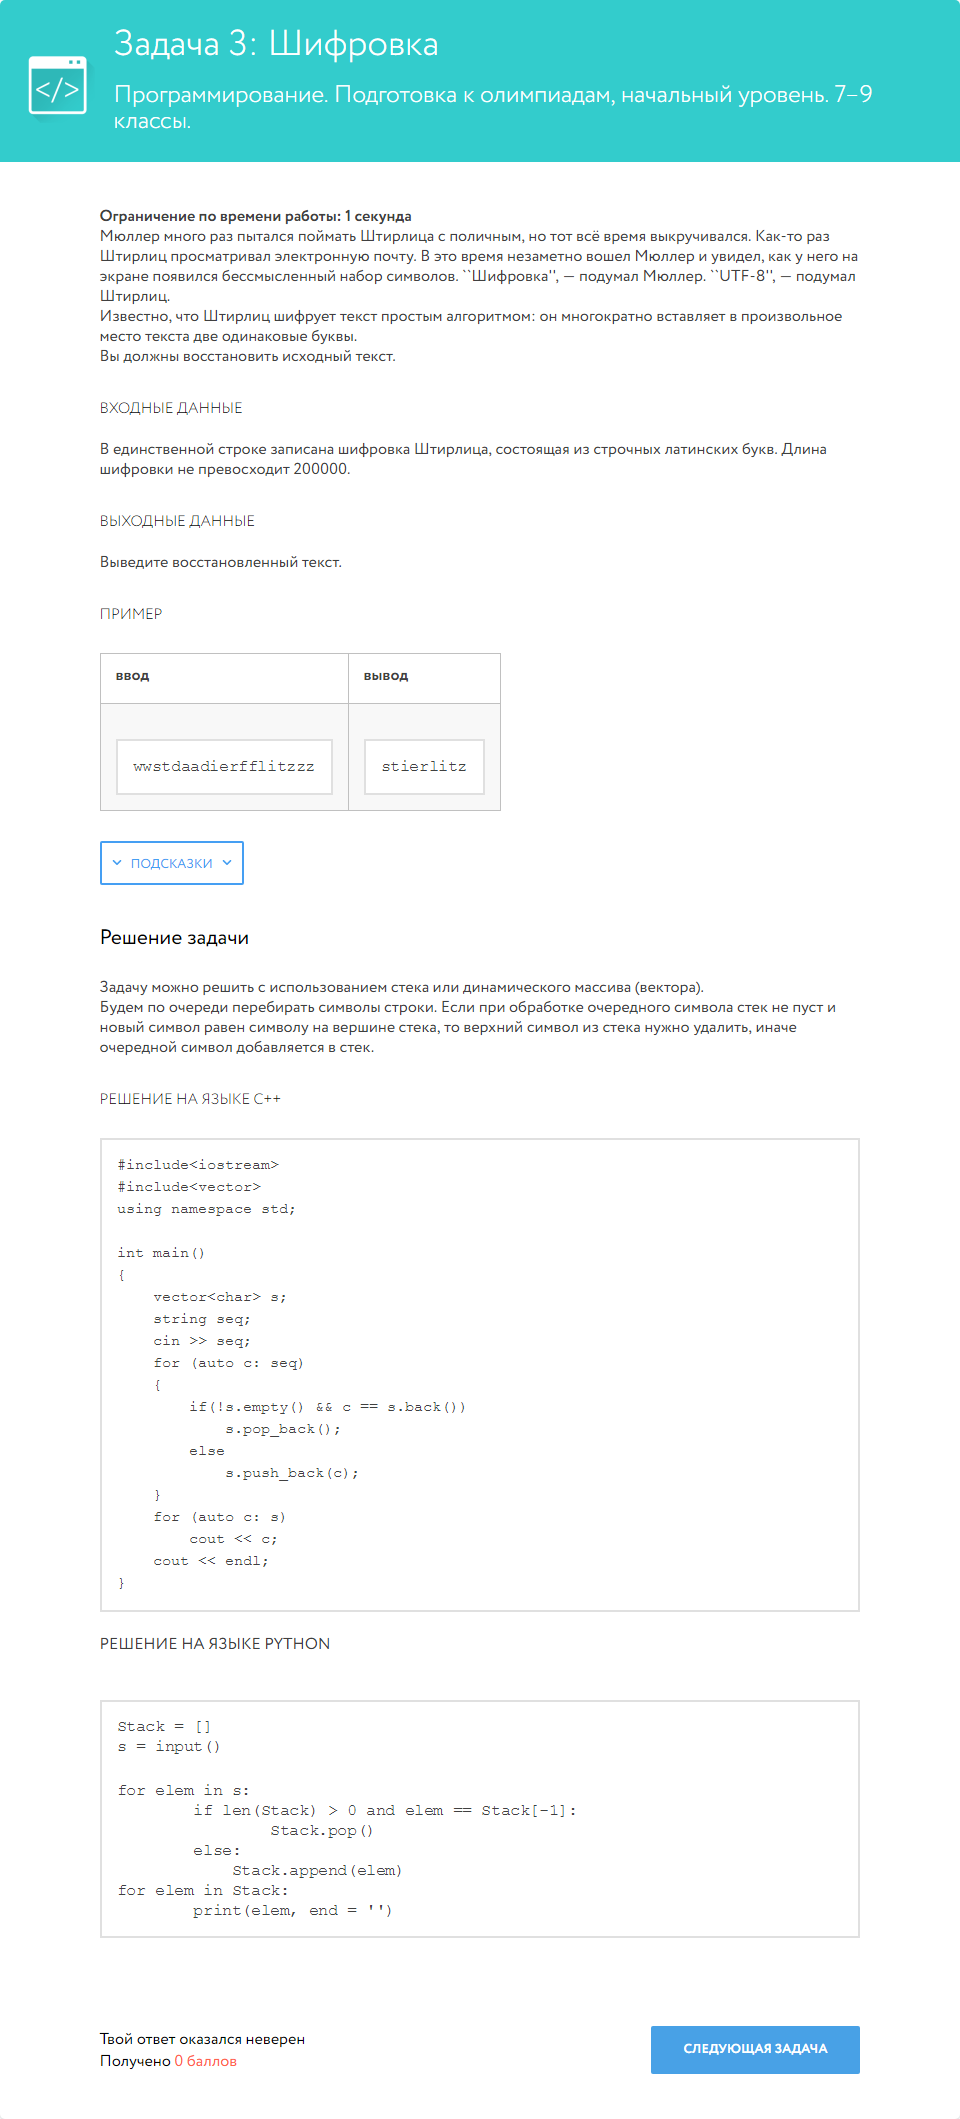 Задача 3: Шифровка
</>
Программирование. Подготовка к олимпиадам, начальный уровень. 7–9
классы.
Ограничение по времени работы: 1 секунда
Мюллер много раз пытался поймать Штирлица с поличным, но тот всё время выкручивался. Как-то раз
Штирлиц просматривал электронную почту. В это время незаметно вошел Мюллер и увидел, как у него на
экране появился бессмысленный набор символов. ``Шифровка'', — подумал Мюллер. ``UTF-8'', — подумал
Штирлиц.
Известно, что Штирлиц шифрует текст простым алгоритмом: он многократно вставляет в произвольное
место текста две одинаковые буквы.
Вы должны восстановить исходный текст.
ВХОДНЫЕ ДАННЫЕ
В единственной строке записана шифровка Штирлица, состоящая из строчных латинских букв. Длина
шифровки не превосходит 200000.
ВЫХОДНЫЕ ДАННЫЕ
Выведите восстановленный текст.
ПРИМЕР
ввод вывод
wwstdaadierfflitzzz stierlitz
ПОДСКАЗКИ
Решение задачи
Задачу можно решить с использованием стека или динамического массива (вектора).
Будем по очереди перебирать символы строки. Если при обработке очередного символа стек не пуст и
новый символ равен символу на вершине стека, то верхний символ из стека нужно удалить, иначе
очередной символ добавляется в стек.
РЕШЕНИЕ НА ЯЗЫКЕ C++
#include<iostream>
#include<vector>
using namespace std;
int main()
{
    vector<char> s;
    string seq;
    cin >> seq;
    for (auto c: seq)
    {
        if(!s.empty() && c == s.back())
            s.pop_back();
        else
            s.push_back(c);
    }
    for (auto c: s)
        cout << c;
    cout << endl;
}
РЕШЕНИЕ НА ЯЗЫКЕ PYTHON
Stack = []
s = input()
for elem in s:
        if len(Stack) > 0 and elem == Stack[-1]:
                Stack.pop()
        else:
            Stack.append(elem)
for elem in Stack:
        print(elem, end = '')
Твой ответ оказался неверен
Получено 0 баллов
СЛЕДУЮЩАЯ ЗАДАЧА